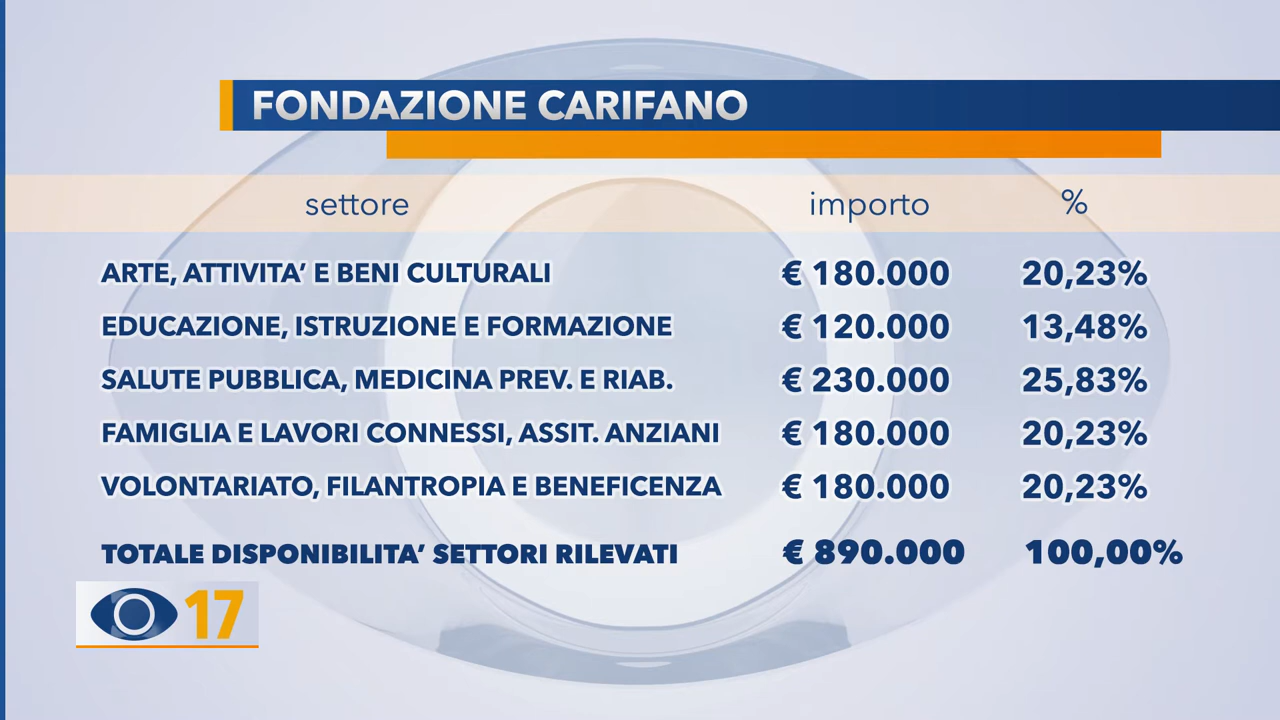 FONDAZIONE CARIFANO
settore importo %
ARTE, ATTIVITA’ E BENI CULTURALI € 180.000 20,23%
EDUCAZIONE, ISTRUZIONE E FORMAZIONE € 120.000 13,48%
SALUTE PUBBLICA, MEDICINA PREV. E RIAB. € 230.000 25,83%
FAMIGLIA E LAVORI CONNESSI, ASSIT. ANZIANI € 180.000 20,23%
VOLONTARIATO, FILANTROPIA E BENEFICENZA € 180.000 20,23%
TOTALE DISPONIBILITA’ SETTORI RILEVATI € 890.000 100,00%
17